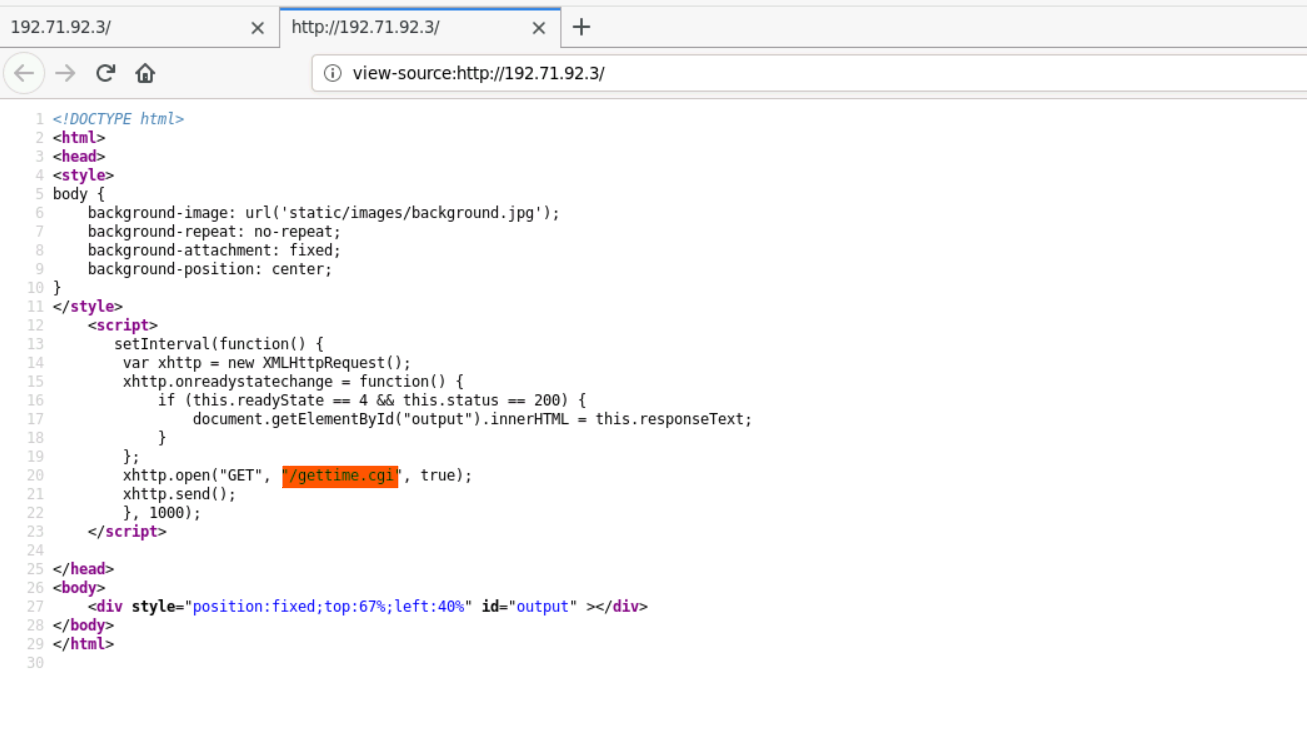 192.71.92.3/
http://192.71.92.3/
view-source:http://192.71.92.3/
1 <!DOCTYPE html>
2 <html>
3 <head>
4 <style>
5 body {
6     background-image: url('static/images/background.jpg');
7     background-repeat: no-repeat;
8     background-attachment: fixed;
9     background-position: center;
10 }
11 </style>
12     <script>
13        setInterval(function() {
14         var xhttp = new XMLHttpRequest();
15         xhttp.onreadystatechange = function() {
16             if (this.readyState == 4 && this.status == 200) {
17                 document.getElementById("output").innerHTML = this.responseText;
18             }
19         };
20         xhttp.open("GET", "/gettime.cgi", true);
21         xhttp.send();
22         }, 1000);
23     </script>
24
25 </head>
26 <body>
27     <div style="position:fixed;top:67%;left:40%" id="output" ></div>
28 </body>
29 </html>
30